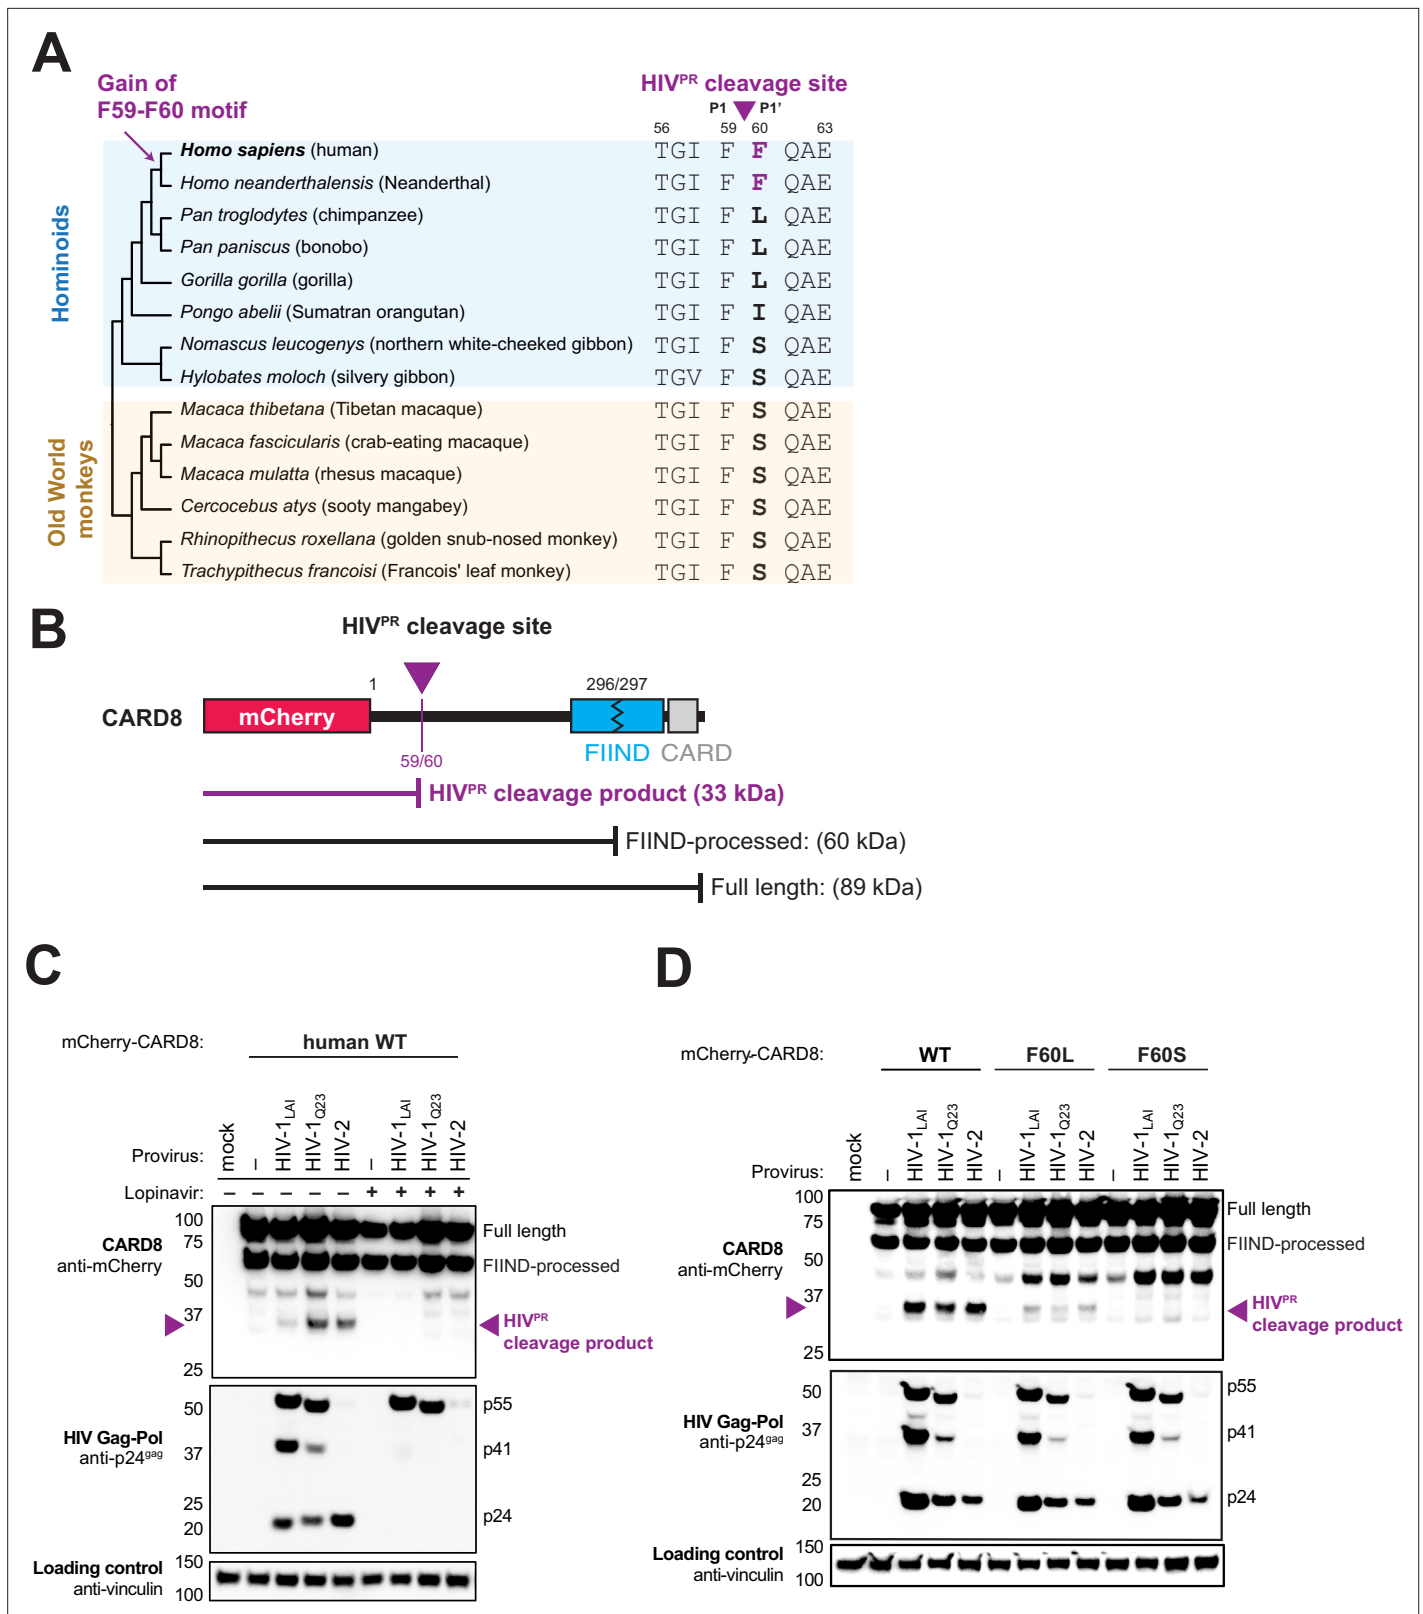 A
Gain of
F59-F60 motif
HIVPR cleavage site
P1 P1'
56 59 60 63
Hominoids
Homo sapiens (human) TGI F F QAE
Homo neanderthalensis (Neanderthal) TGI F F QAE
Pan troglodytes (chimpanzee) TGI F L QAE
Pan paniscus (bonobo) TGI F L QAE
Gorilla gorilla (gorilla) TGI F L QAE
Pongo abelii (Sumatran orangutan) TGI F I QAE
Nomascus leucogenys (northern white-cheeked gibbon) TGI F S QAE
Hylobates moloch (silvery gibbon) TGV F S QAE
Old World
monkeys
Macaca thibetana (Tibetan macaque) TGI F S QAE
Macaca fascicularis (crab-eating macaque) TGI F S QAE
Macaca mulatta (rhesus macaque) TGI F S QAE
Cercocebus atys (sooty mangabey) TGI F S QAE
Rhinopithecus roxellana (golden snub-nosed monkey) TGI F S QAE
Trachypithecus francoisi (Francois' leaf monkey) TGI F S QAE
B
HIVPR cleavage site
1 296/297
CARD8 mCherry
FIIND CARD
59/60
HIVPR cleavage product (33 kDa)
FIIND-processed: (60 kDa)
Full length: (89 kDa)
C
mCherry-CARD8: human WT
Provirus: mock – HIV-1LAI HIV-1Q23 HIV-2 – HIV-1LAI HIV-1Q23 HIV-2
Lopinavir: – – – – – + + + +
CARD8
anti-mCherry
100
75
50
37
25
Full length
FIIND-processed
HIVPR
cleavage product
HIV Gag-Pol
anti-p24gag
50
37
25
20
p55
p41
p24
Loading control
anti-vinculin
150
100
D
mCherry-CARD8: WT F60L F60S
Provirus: mock – HIV-1LAI HIV-1Q23 HIV-2 – HIV-1LAI HIV-1Q23 HIV-2 – HIV-1LAI HIV-1Q23 HIV-2
CARD8
anti-mCherry
100
75
50
37
25
Full length
FIIND-processed
HIVPR
cleavage product
HIV Gag-Pol
anti-p24gag
50
37
25
20
p55
p41
p24
Loading control
anti-vinculin
150
100